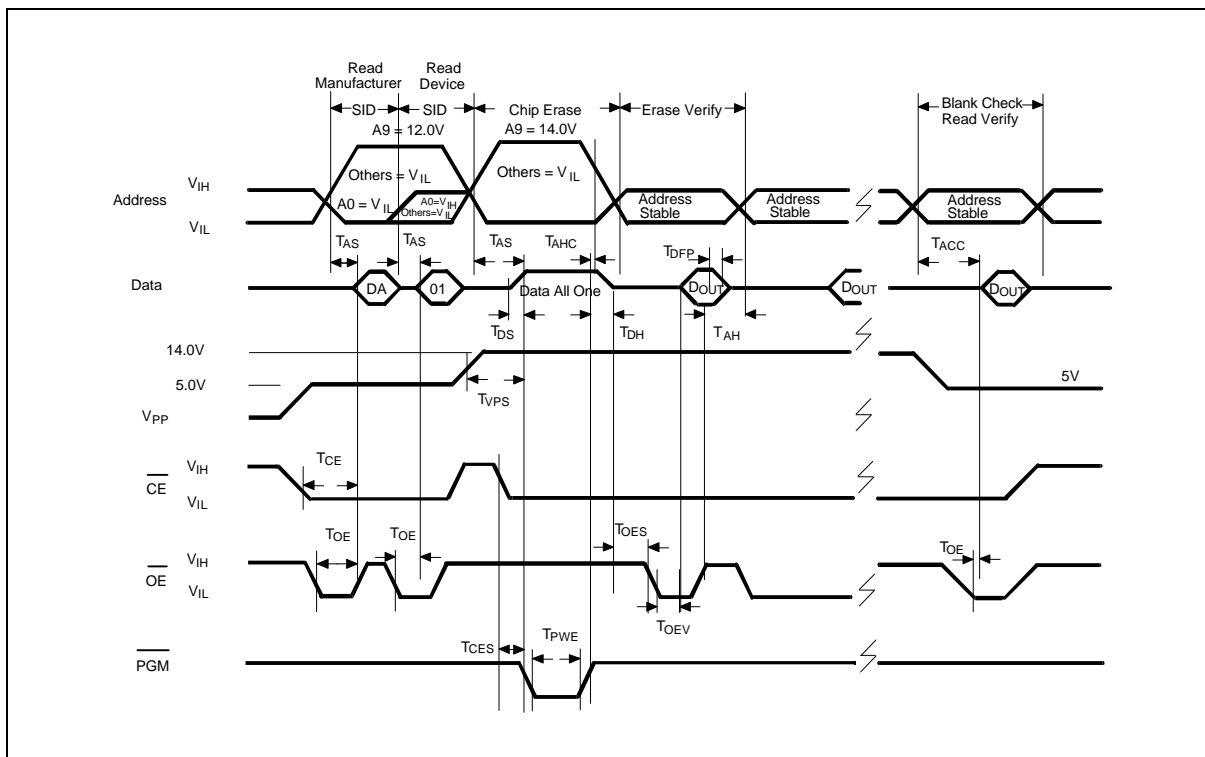 Read Manufacturer
Read Device
SID
SID
Chip Erase
Erase Verify
Blank Check
Read Verify
A9 = 12.0V
A9 = 14.0V
Others = VIL
Others = VIL
Address
VIH
VIL
A0 = VIL
A0=VIH
Others=VIL
Address Stable
Address Stable
Address Stable
TAS
TAS
TAS
TAHC
TDFP
TACC
Data
DA
01
Data All One
DOUT
DOUT
DOUT
TDS
TDH
TAH
14.0V
5.0V
VPP
TVPS
5V
CE
VIH
VIL
TCE
OE
VIH
VIL
TOE
TOE
TOES
TOE
TOEV
PGM
TCES
TPWE